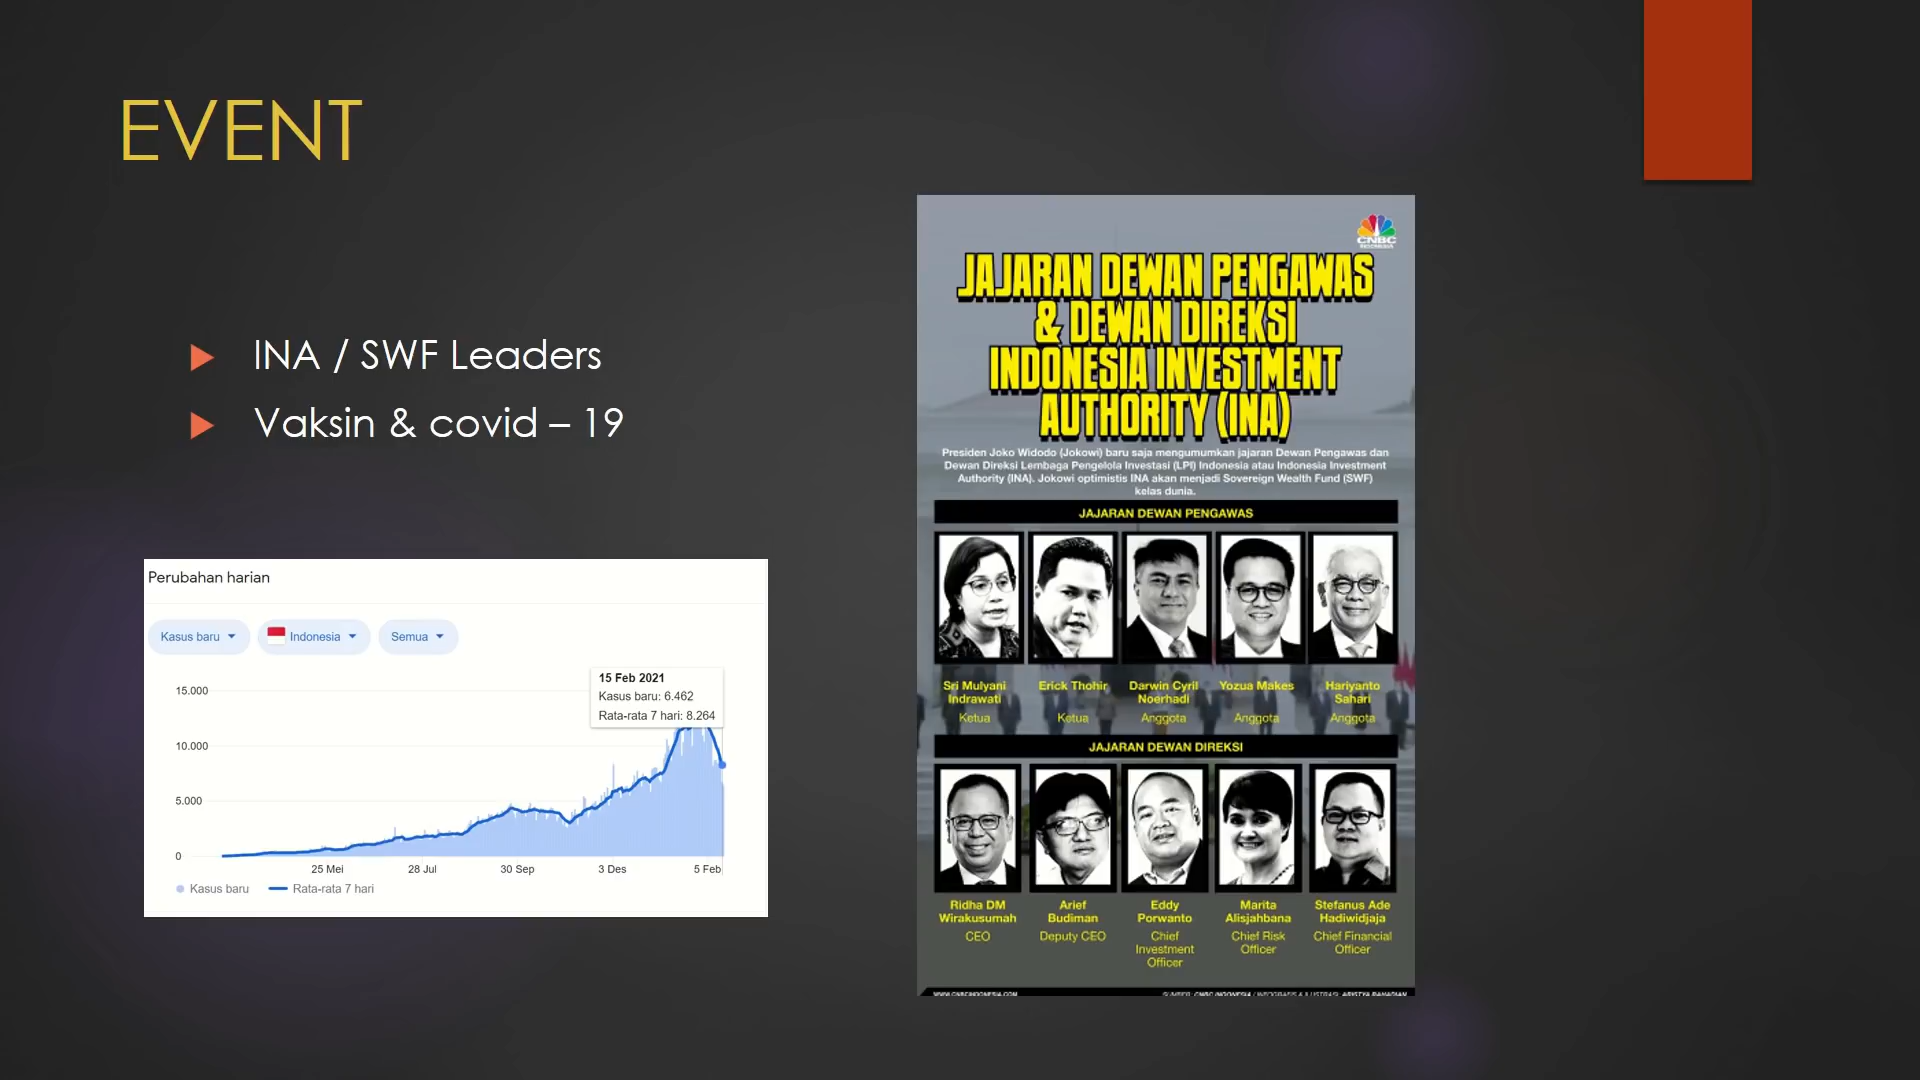 EVENT
INA / SWF Leaders
Vaksin & covid – 19
Perubahan harian
Kasus baru
Indonesia
Semua
15 Feb 2021
Kasus baru: 6.462
Rata-rata 7 hari: 8.264
15.000
10.000
5.000
0
25 Mei
28 Jul
30 Sep
3 Des
5 Feb
Kasus baru
Rata-rata 7 hari
CNBC
INDONESIA
JAJARAN DEWAN PENGAWAS
& DEWAN DIREKSI
INDONESIA INVESTMENT
AUTHORITY (INA)
Presiden Joko Widodo (Jokowi) baru saja mengumumkan jajaran Dewan Pengawas dan
Dewan Direksi Lembaga Pengelola Investasi (LPI) Indonesia atau Indonesia Investment
Authority (INA). Jokowi optimistis INA akan menjadi Sovereign Wealth Fund (SWF)
kelas dunia.
JAJARAN DEWAN PENGAWAS
Sri Mulyani
Indrawati
Ketua
Erick Thohir
Ketua
Darwin Cyril
Noerhadi
Anggota
Yozua Makes
Anggota
Hariyanto
Sahari
Anggota
JAJARAN DEWAN DIREKSI
Ridha DM
Wirakusumah
CEO
Arief
Budiman
Deputy CEO
Eddy
Porwanto
Chief
Investment
Officer
Marita
Alisjahbana
Chief Risk
Officer
Stefanus Ade
Hadiwidjaja
Chief Financial
Officer
WWW.CNBCINDONESIA.COM